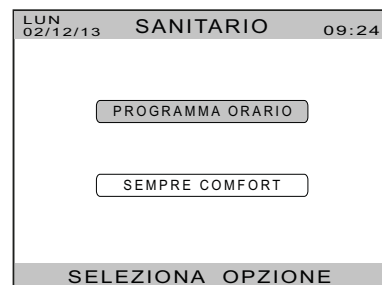 LUN
02/12/13 SANITARIO 09:24
PROGRAMMA ORARIO
SEMPRE COMFORT
SELEZIONA OPZIONE